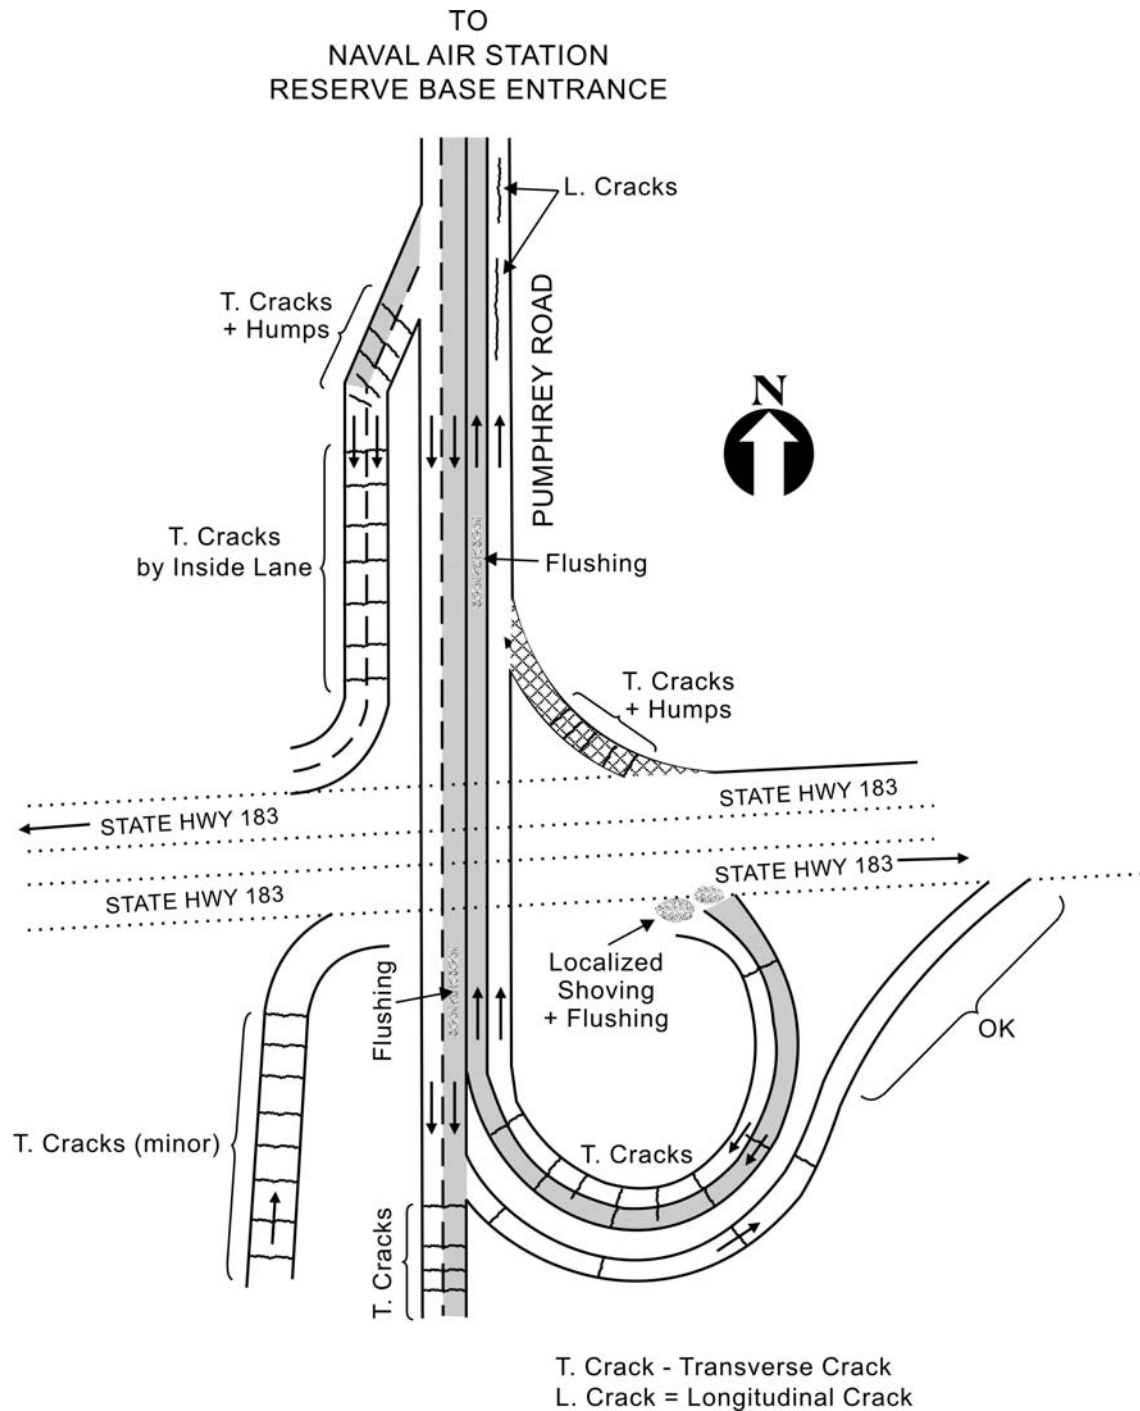 TO
NAVAL AIR STATION
RESERVE BASE ENTRANCE
L. Cracks
T. Cracks
+ Humps
PUMPHREY ROAD
N
T. Cracks
by Inside Lane
Flushing
T. Cracks
+ Humps
STATE HWY 183
STATE HWY 183
STATE HWY 183
STATE HWY 183
Flushing
Localized
Shoving
+ Flushing
OK
T. Cracks (minor)
T. Cracks
T. Cracks
T. Crack - Transverse Crack
L. Crack = Longitudinal Crack